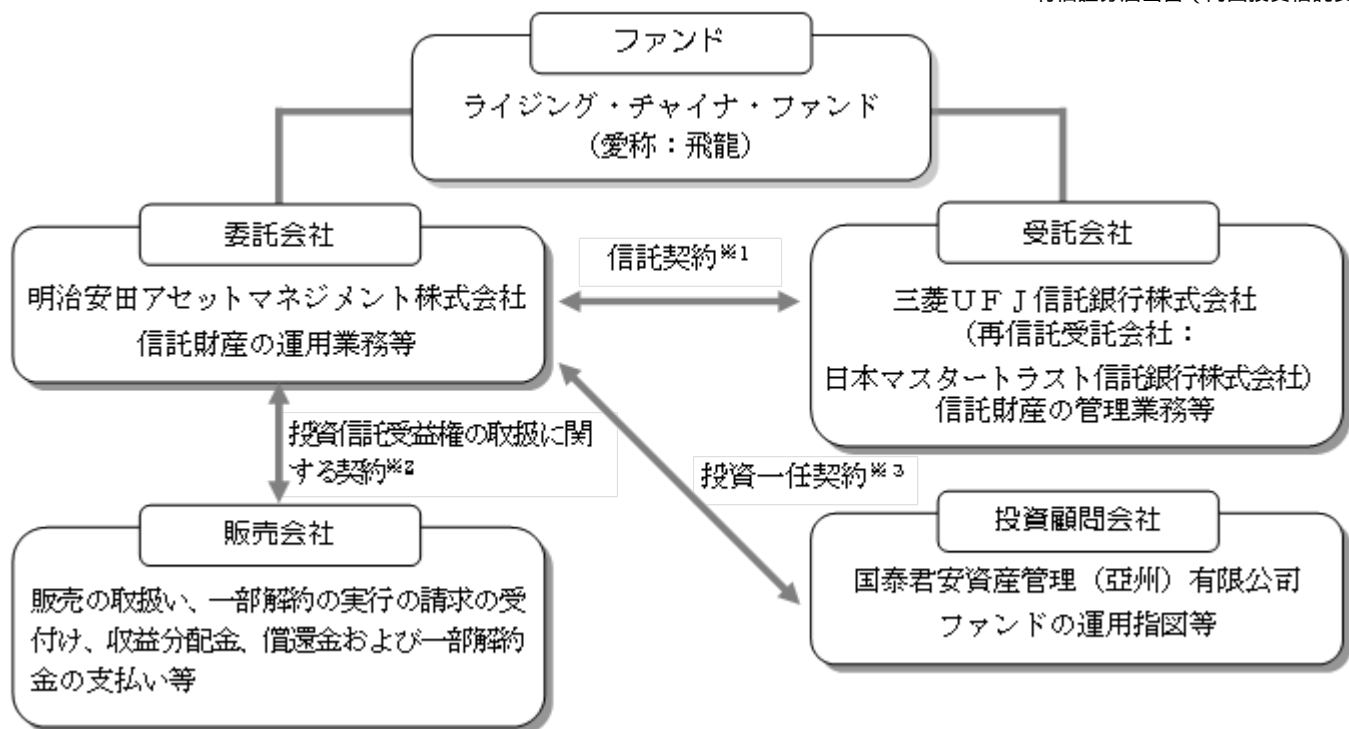 ファンド
ライジング・チャイナ・ファンド
(愛称:飛龍)
委託会社
明治安田アセットマネジメント株式会社
信託財産の運用業務等
信託契約※1
受託会社
三菱UFJ信託銀行株式会社
(再信託受託会社:
日本マスタートラスト信託銀行株式会社)
信託財産の管理業務等
投資信託受益権の取扱に関
する契約※2
投資一任契約※3
販売会社
販売の取扱い、一部解約の実行の請求の受
付け、収益分配金、償還金および一部解約
金の支払い等
投資顧問会社
国泰君安資産管理(亞州)有限公司
ファンドの運用指図等